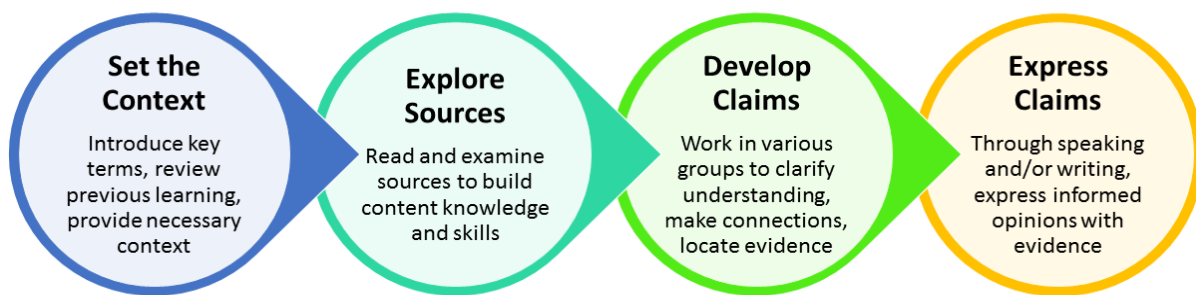 Set the
Context
Introduce key
terms, review
previous learning,
provide necessary
context
Explore
Sources
Read and examine
sources to build
content knowledge
and skills
Develop
Claims
Work in various
groups to clarify
understanding,
make connections,
locate evidence
Express
Claims
Through speaking
and/or writing,
express informed
opinions with
evidence